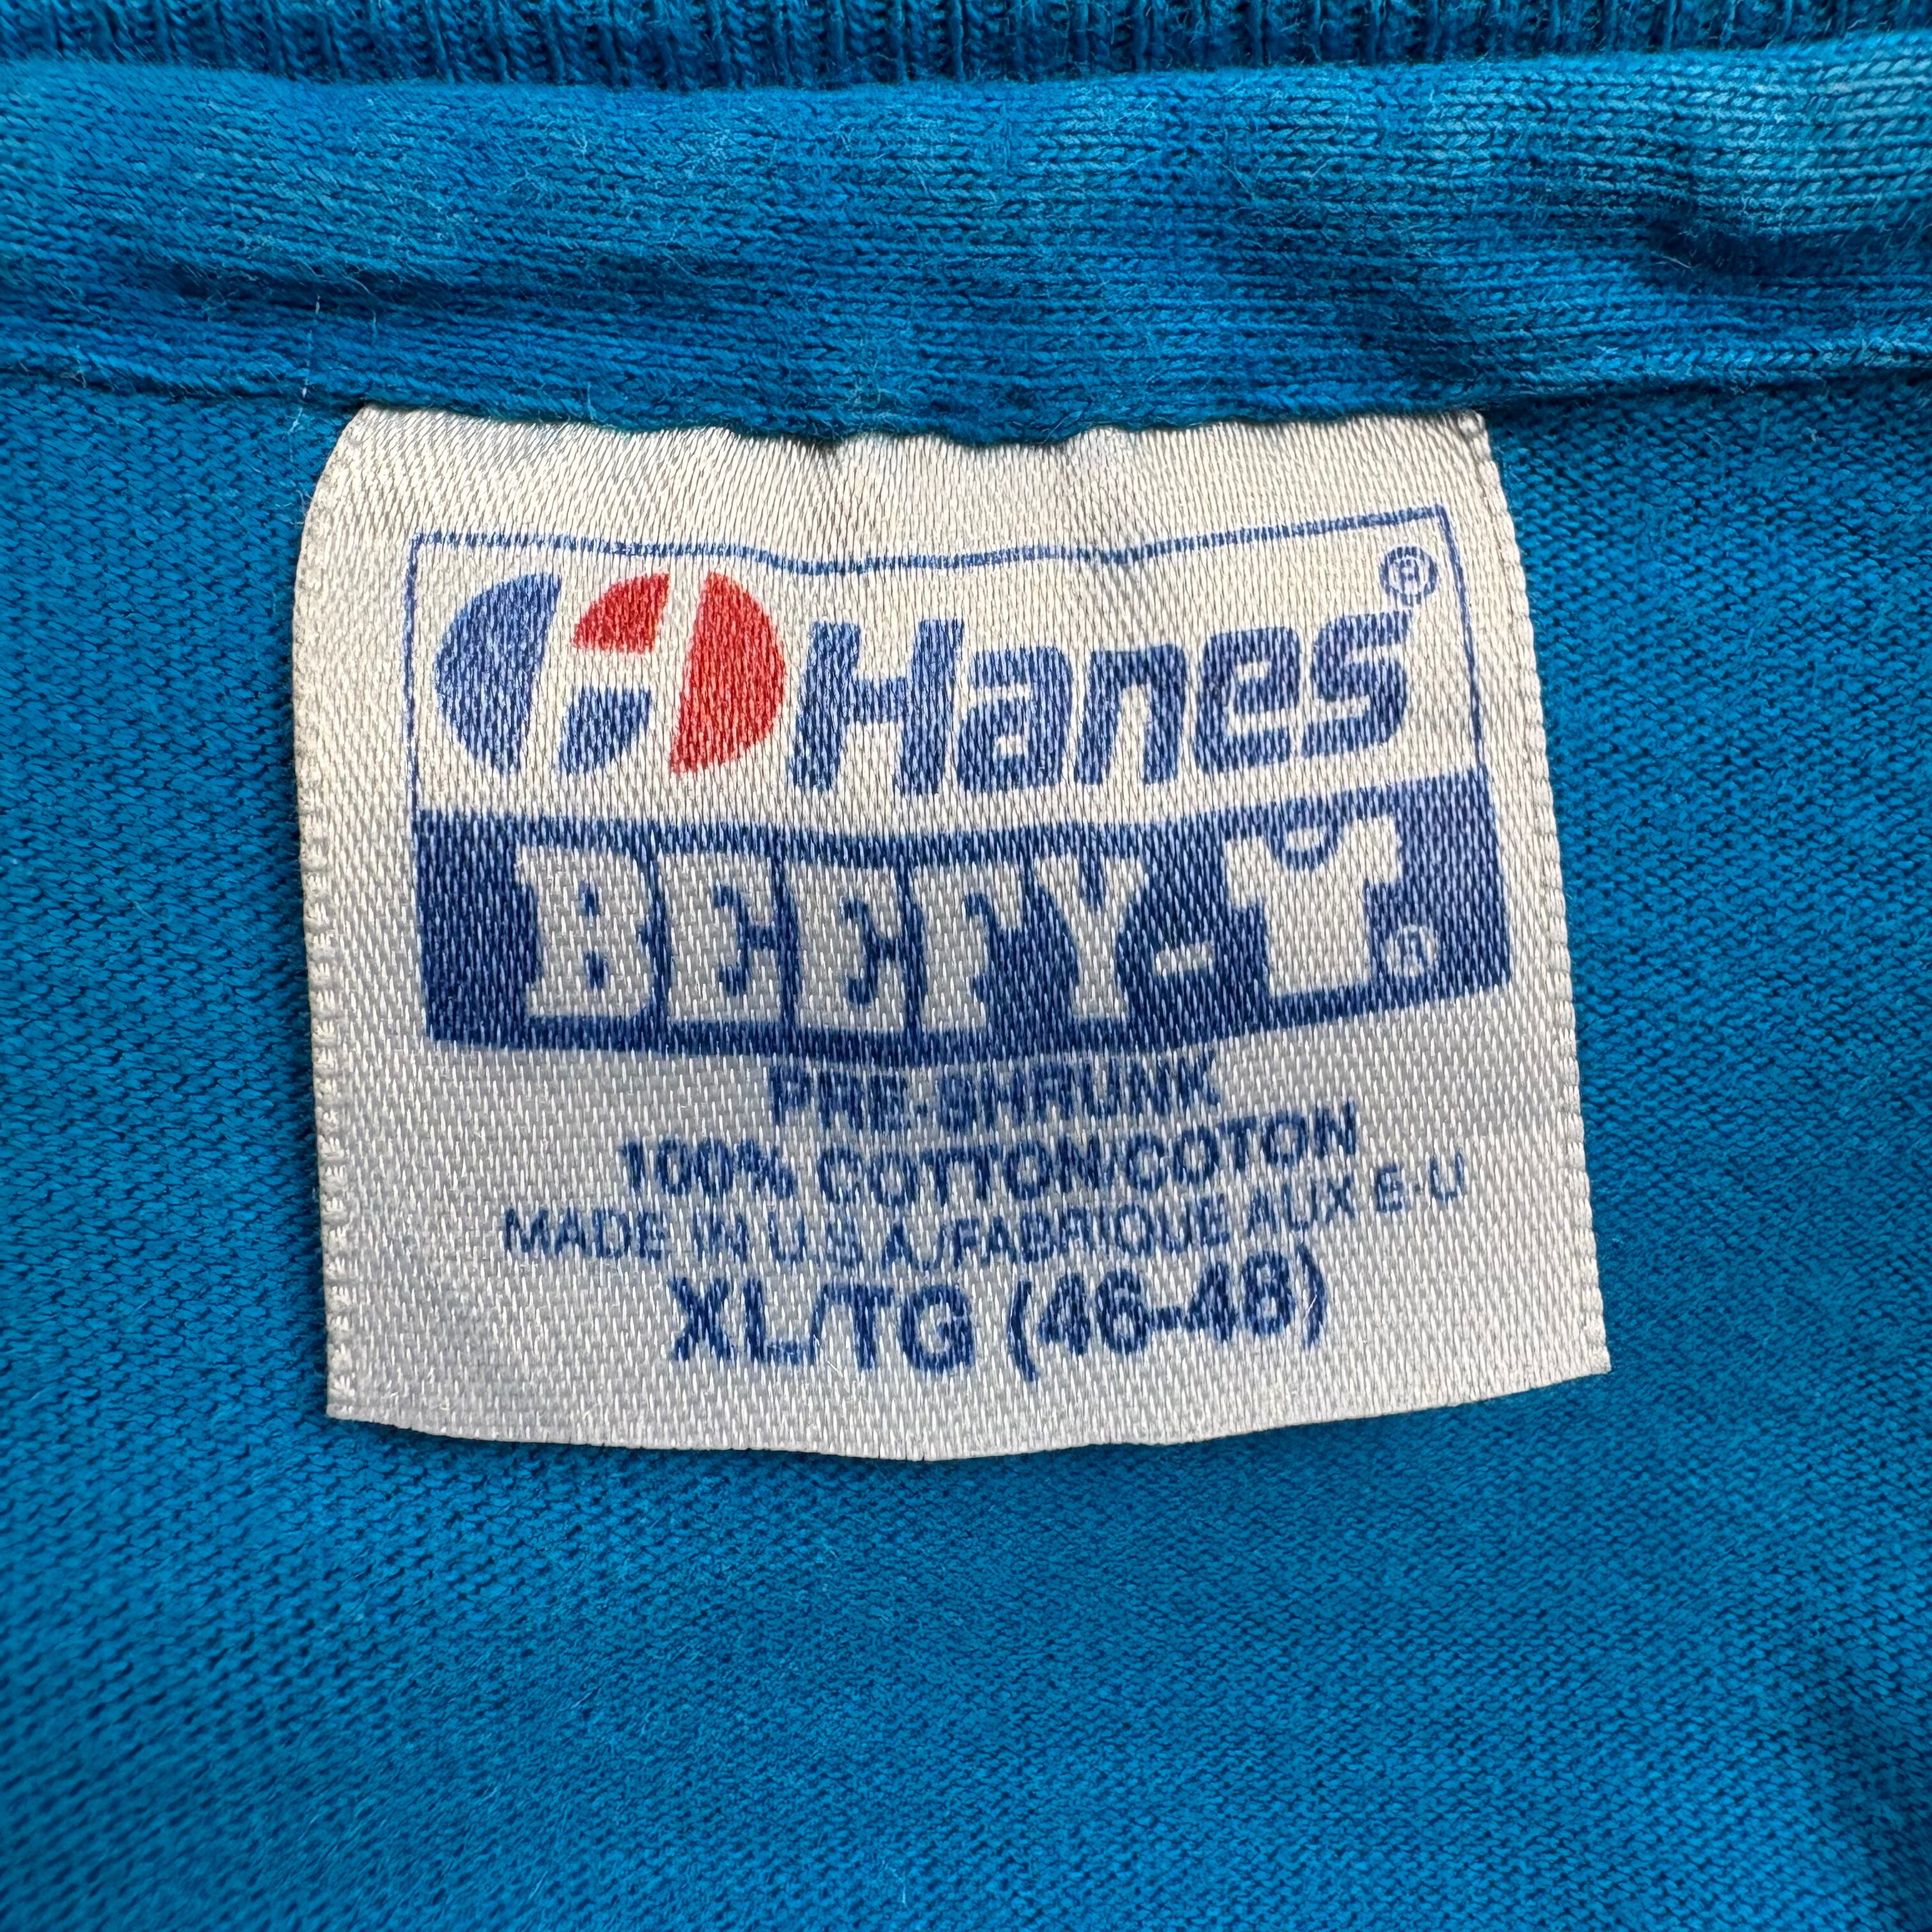 Hanes®
BEEFY-T®
PRE-SHRUNK
100% COTTON/COTON
MADE IN U.S.A./FABRIQUE AUX E-U
XL/TG (46-48)